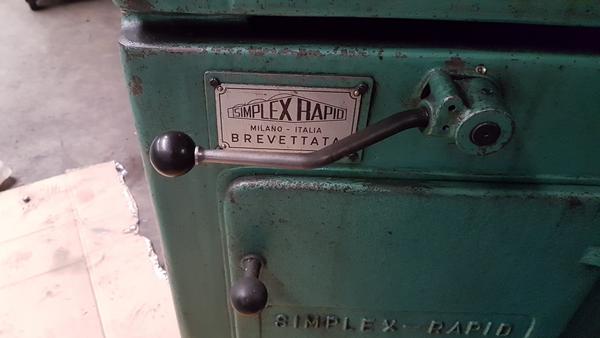 SIMPLEX RAPID
MILANO - ITALIA
BREVETTATA
SIMPLEX-RAPID